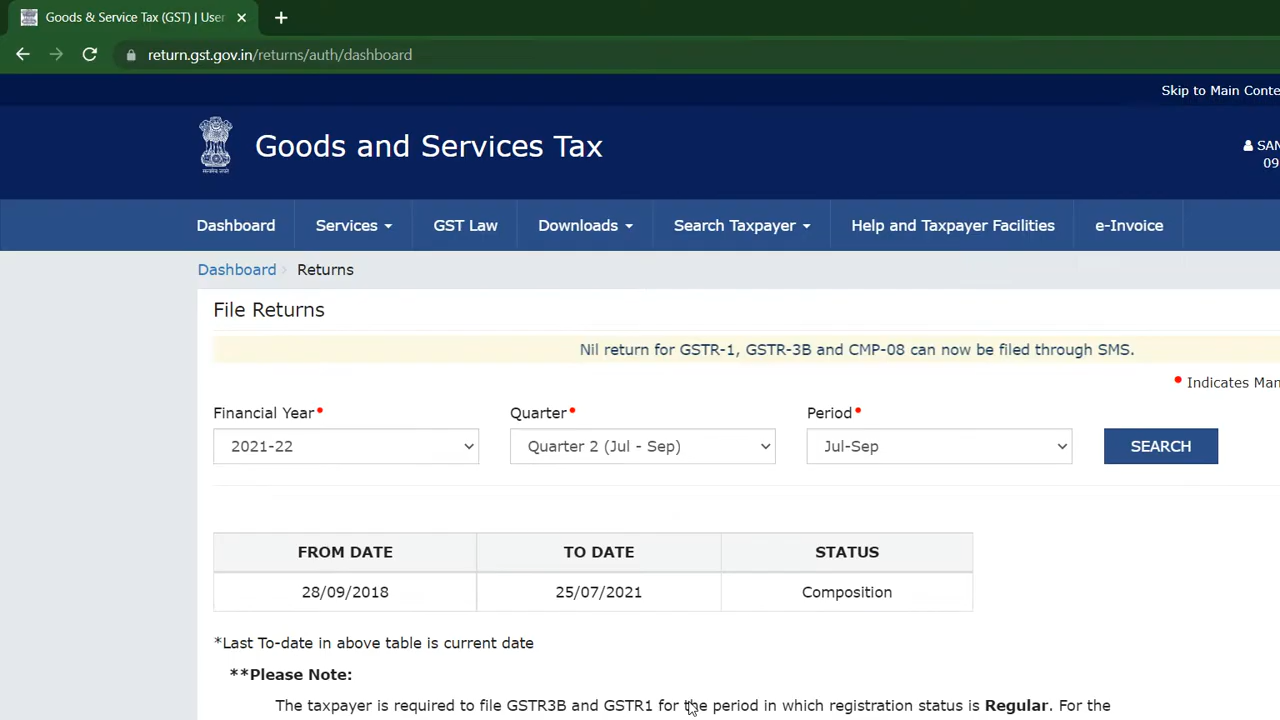 Goods & Service Tax (GST) | User
return.gst.gov.in/returns/auth/dashboard
Skip to Main Conte
Goods and Services Tax
SAN
09
Dashboard Services GST Law Downloads Search Taxpayer Help and Taxpayer Facilities e-Invoice
Dashboard Returns
File Returns
Nil return for GSTR-1, GSTR-3B and CMP-08 can now be filed through SMS.
• Indicates Man
Financial Year• Quarter• Period•
2021-22 Quarter 2 (Jul - Sep) Jul-Sep SEARCH
FROM DATE TO DATE STATUS
28/09/2018 25/07/2021 Composition
*Last To-date in above table is current date
**Please Note:
The taxpayer is required to file GSTR3B and GSTR1 for the period in which registration status is Regular. For the